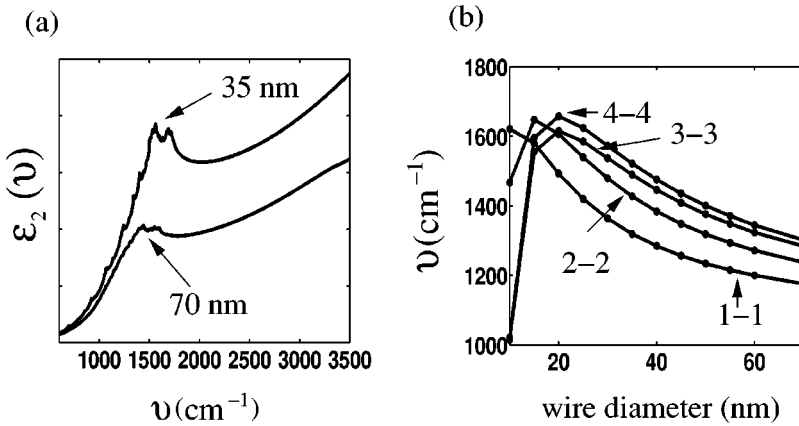 (a)
ε₂(υ)
35 nm
70 nm
1000 1500 2000 2500 3000 3500
υ(cm⁻¹)
(b)
υ(cm⁻¹)
1800
1600
1400
1200
1000
4-4
3-3
2-2
1-1
20 40 60
wire diameter (nm)